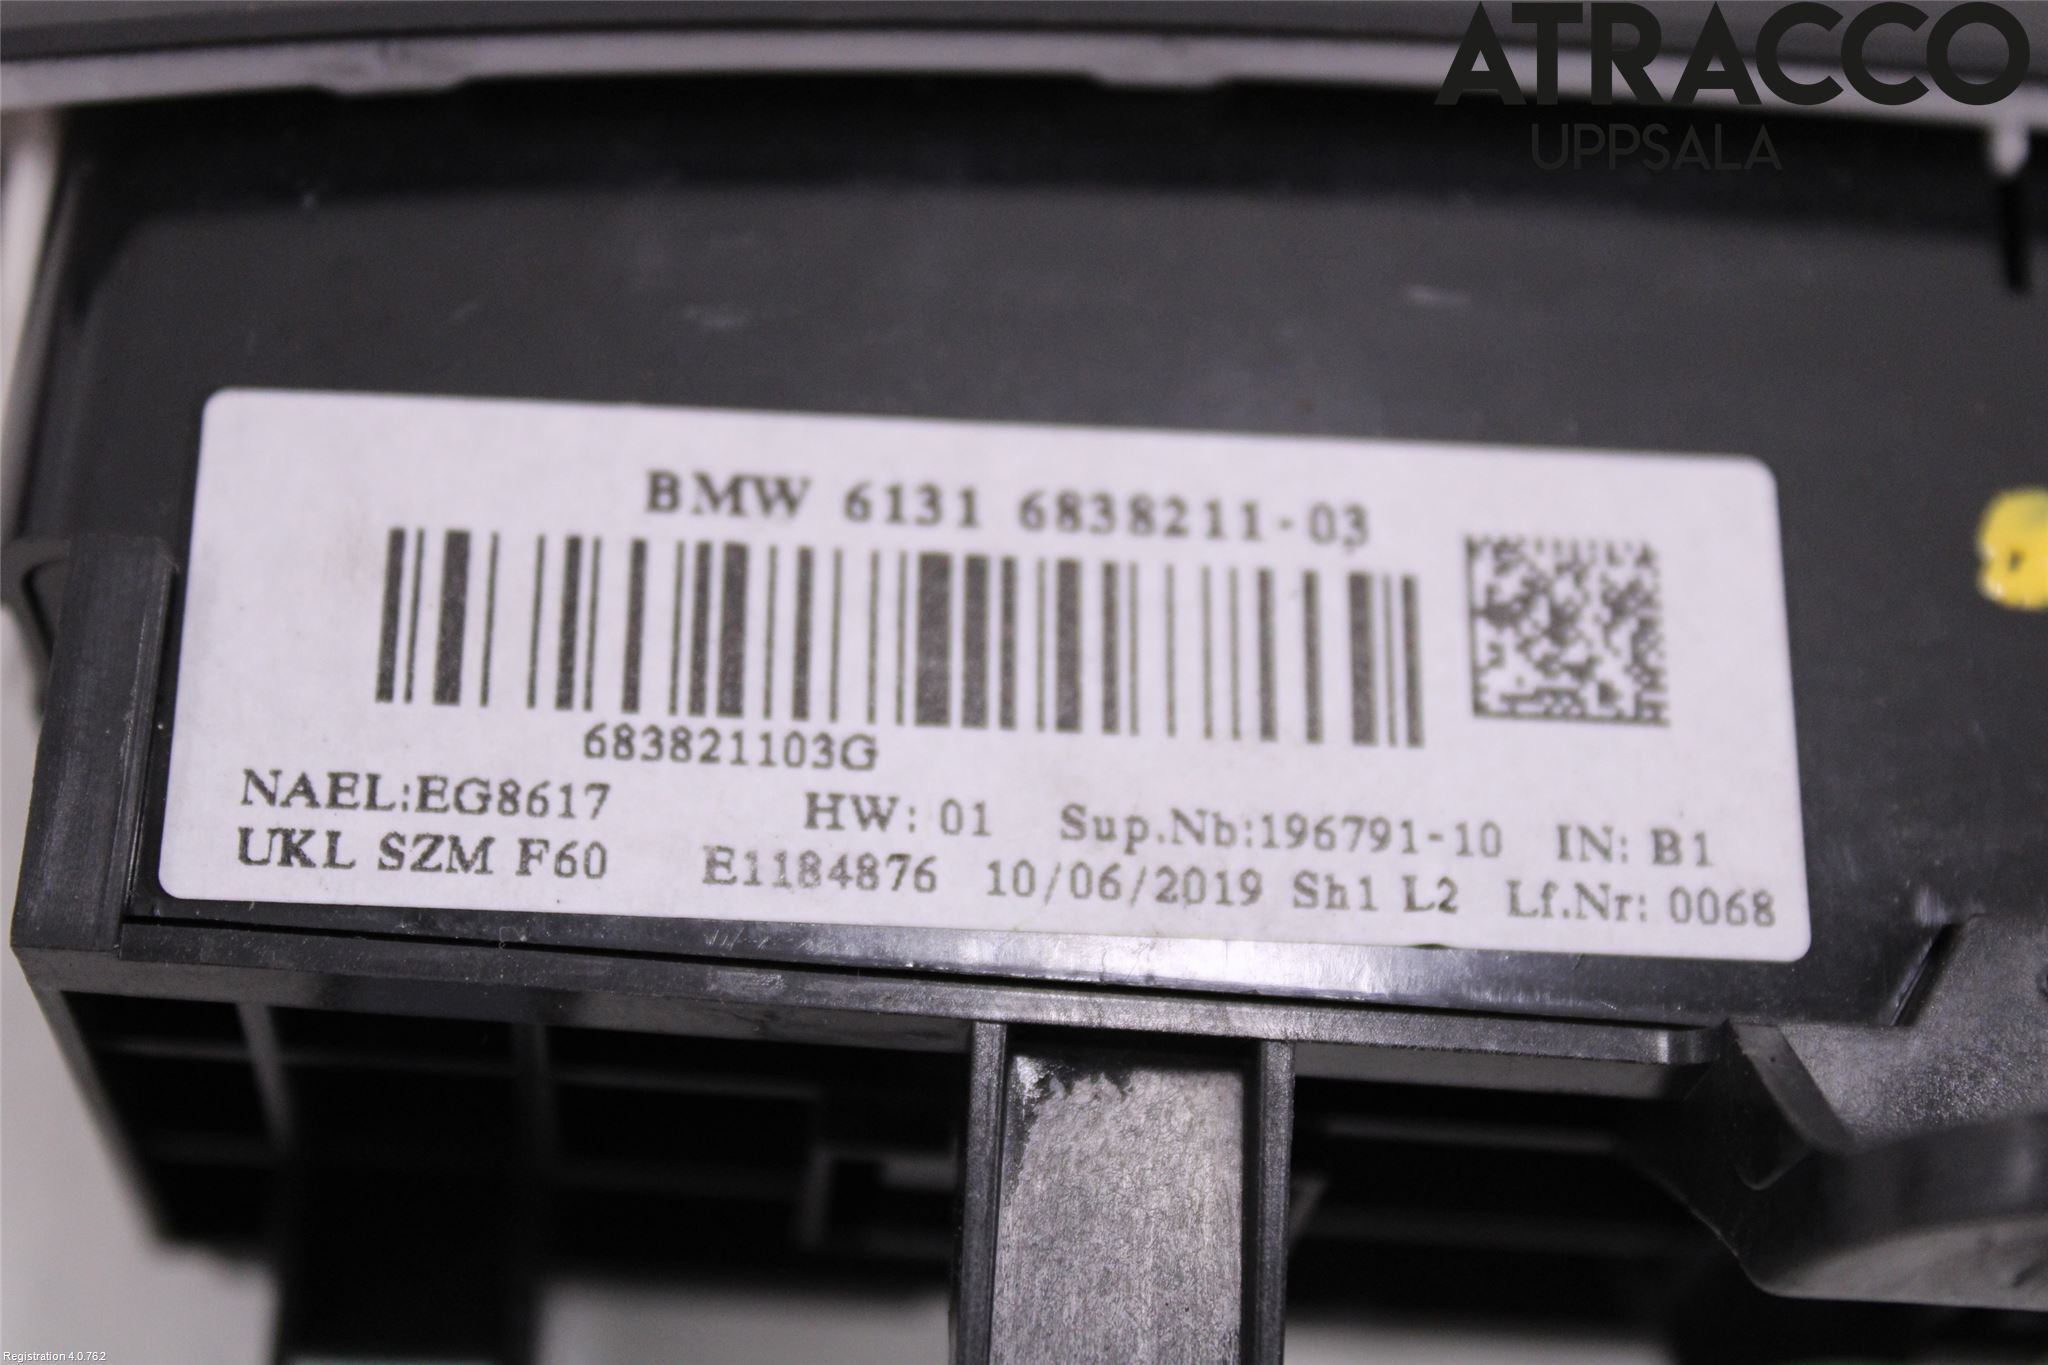 ATRACCO
UPPSALA
BMW 6131 6838211-03
683821103G
NAEL:EG8617 HW: 01 Sup.Nb:196791-10 IN: B1
UKL SZM F60 E1184876 10/06/2019 Sh1 L2 Lf.Nr: 0068
Registration 4.0.762